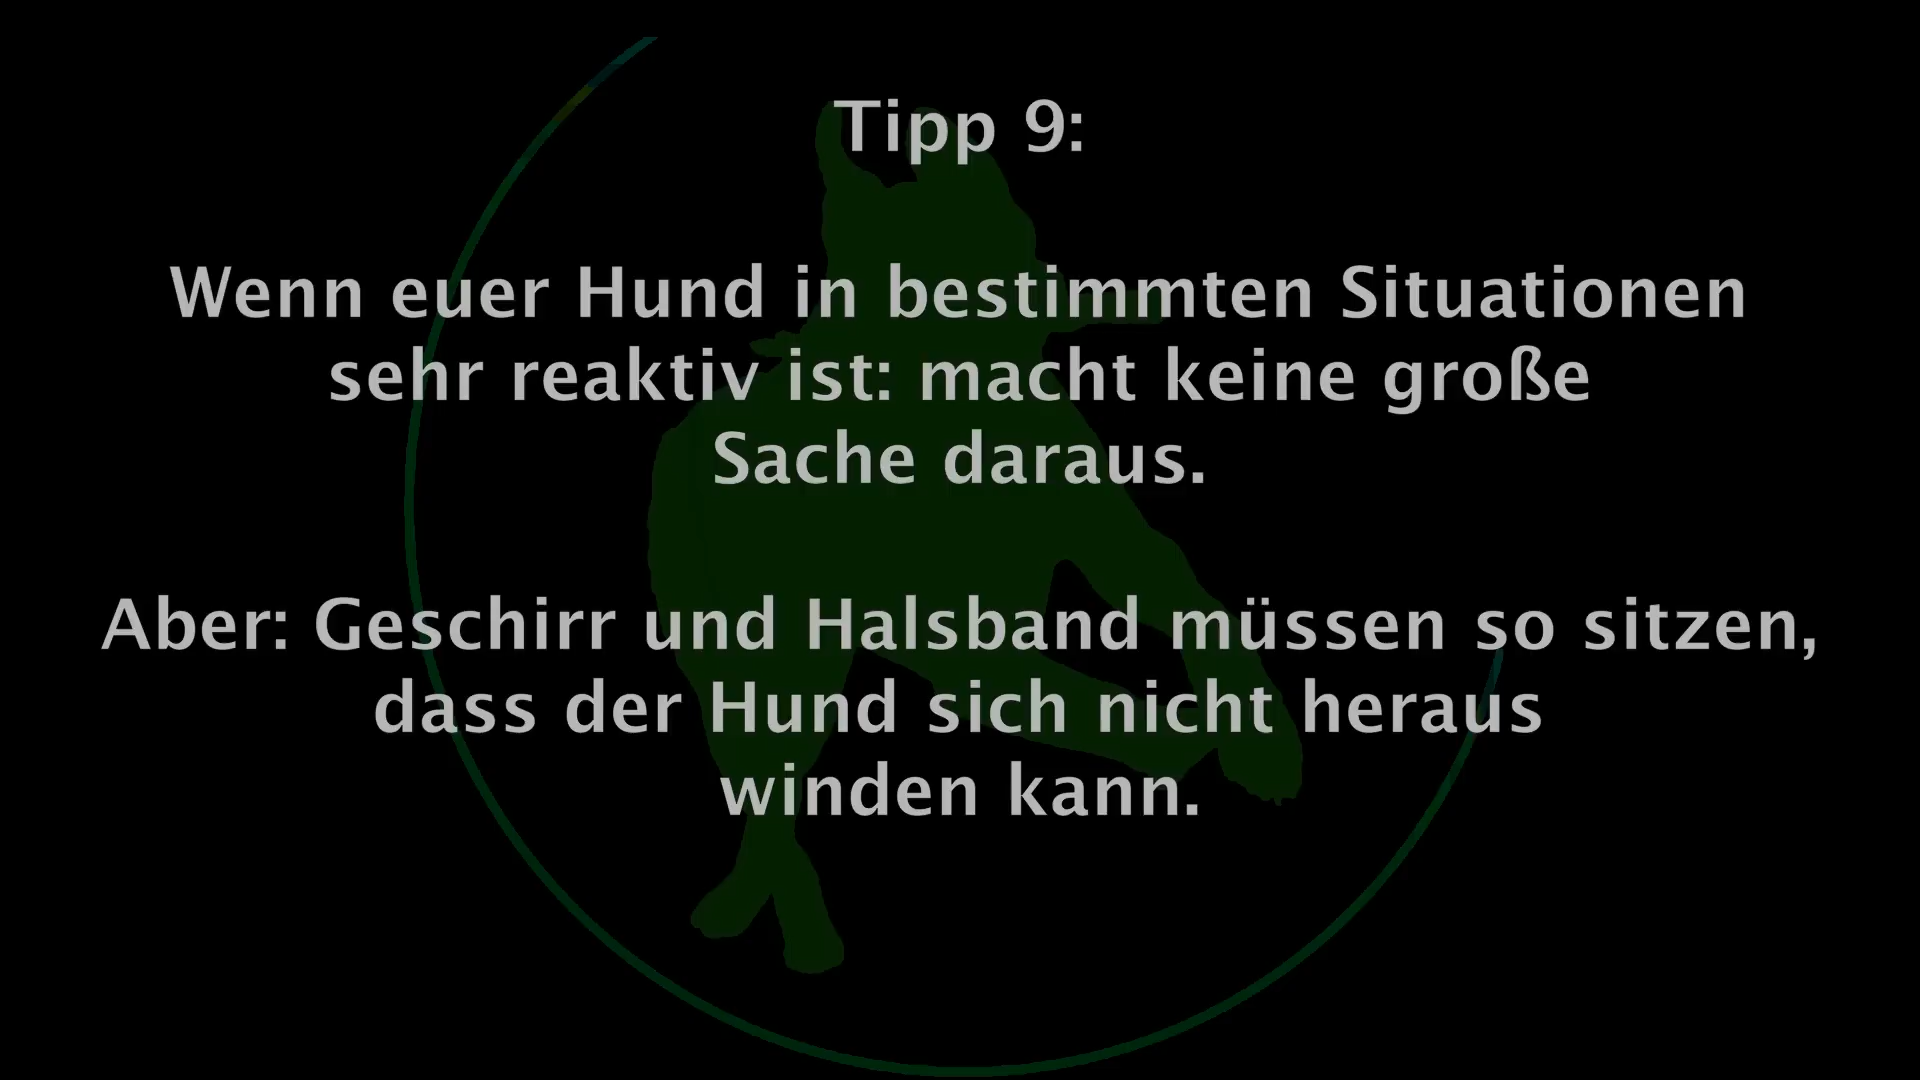 Tipp 9:
Wenn euer Hund in bestimmten Situationen
sehr reaktiv ist: macht keine große
Sache daraus.
Aber: Geschirr und Halsband müssen so sitzen,
dass der Hund sich nicht heraus
winden kann.